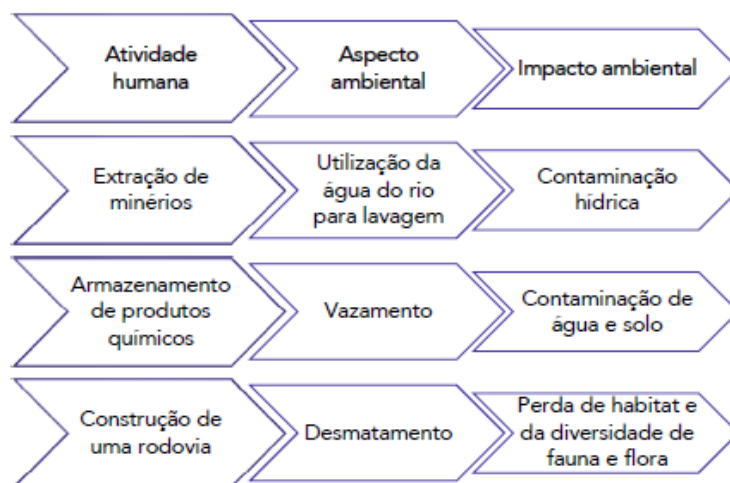 Atividade
humana
Aspecto
ambiental
Impacto ambiental
Extração de
minérios
Utilização da
água do rio
para lavagem
Contaminação
hídrica
Armazenamento
de produtos
químicos
Vazamento
Contaminação de
água e solo
Construção de
uma rodovia
Desmatamento
Perda de habitat e
da diversidade de
fauna e flora